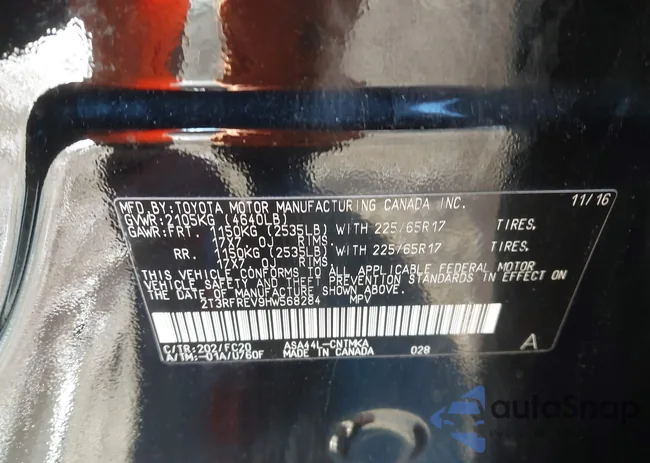 MFD BY: TOYOTA MOTOR MANUFACTURING CANADA INC. 11/16
GVWR: 2105KG (4640LB)
GAWR: FRT. 1150KG (2535LB) WITH 225/65R17 TIRES,
17X7.0J RIMS,
RR. 1150KG (2535LB) WITH 225/65R17 TIRES,
17X7.0J RIMS.
THIS VEHICLE CONFORMS TO ALL APPLICABLE FEDERAL MOTOR
VEHICLE SAFETY AND THEFT PREVENTION STANDARDS IN EFFECT ON
THE DATE OF MANUFACTURE SHOWN ABOVE.
2T3RFREV9HW568284 MPV
C/TR: 202/FC20 ASA44L-CNTMKA A
A/TM: -01A/U760F MADE IN CANADA 028
autoSnap